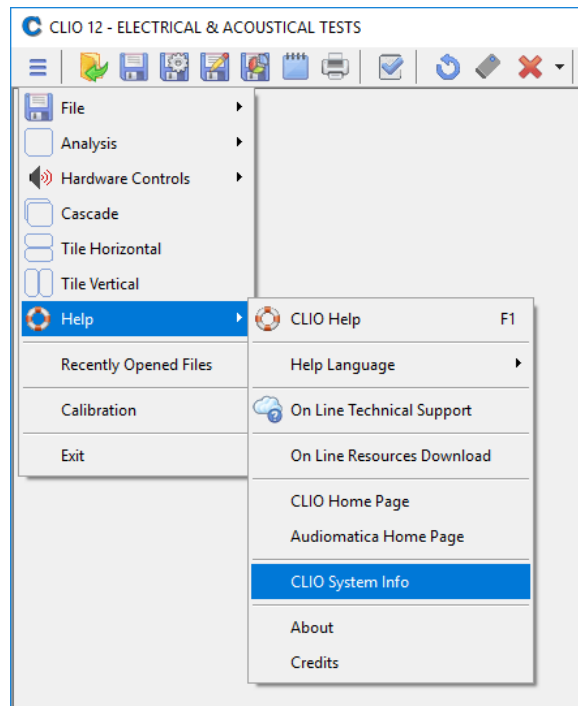 CLIO 12 - ELECTRICAL & ACOUSTICAL TESTS
File
Analysis
Hardware Controls
Cascade
Tile Horizontal
Tile Vertical
Help
Recently Opened Files
Calibration
Exit
CLIO Help F1
Help Language
On Line Technical Support
On Line Resources Download
CLIO Home Page
Audiomatica Home Page
CLIO System Info
About
Credits